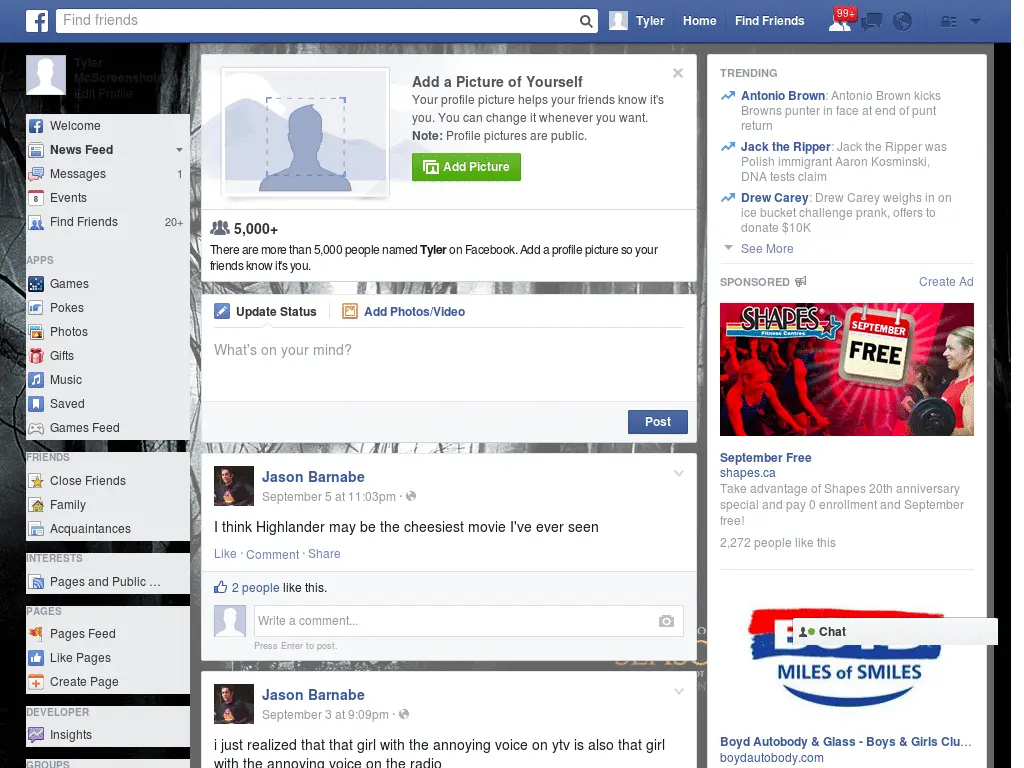 Find friends
Tyler
Home
Find Friends
99+
Tyler
McScreenshots
Edit Profile
Welcome
News Feed
Messages 1
8 Events
Find Friends 20+
APPS
Games
Pokes
Photos
Gifts
Music
Saved
Games Feed
FRIENDS
Close Friends
Family
Acquaintances
INTERESTS
Pages and Public ...
PAGES
Pages Feed
Like Pages
Create Page
DEVELOPER
Insights
GROUPS
Add a Picture of Yourself
Your profile picture helps your friends know it's
you. You can change it whenever you want.
Note: Profile pictures are public.
Add Picture
5,000+
There are more than 5,000 people named Tyler on Facebook. Add a profile picture so your
friends know it's you.
Update Status
Add Photos/Video
What's on your mind?
Post
Jason Barnabe
September 5 at 11:03pm ·
I think Highlander may be the cheesiest movie I've ever seen
Like · Comment · Share
2 people like this.
Write a comment...
Press Enter to post.
Jason Barnabe
September 3 at 9:09pm ·
i just realized that that girl with the annoying voice on ytv is also that girl
with the annoying voice on the radio
TRENDING
Antonio Brown: Antonio Brown kicks
Browns punter in face at end of punt
return
Jack the Ripper: Jack the Ripper was
Polish immigrant Aaron Kosminski,
DNA tests claim
Drew Carey: Drew Carey weighs in on
ice bucket challenge prank, offers to
donate $10K
See More
SPONSORED
Create Ad
SHAPES
Fitness Centres
SEPTEMBER
FREE
September Free
shapes.ca
Take advantage of Shapes 20th anniversary
special and pay 0 enrollment and September
free!
2,272 people like this
Chat
MILES of SMILES
Boyd Autobody & Glass - Boys & Girls Clu...
boydautobody.com